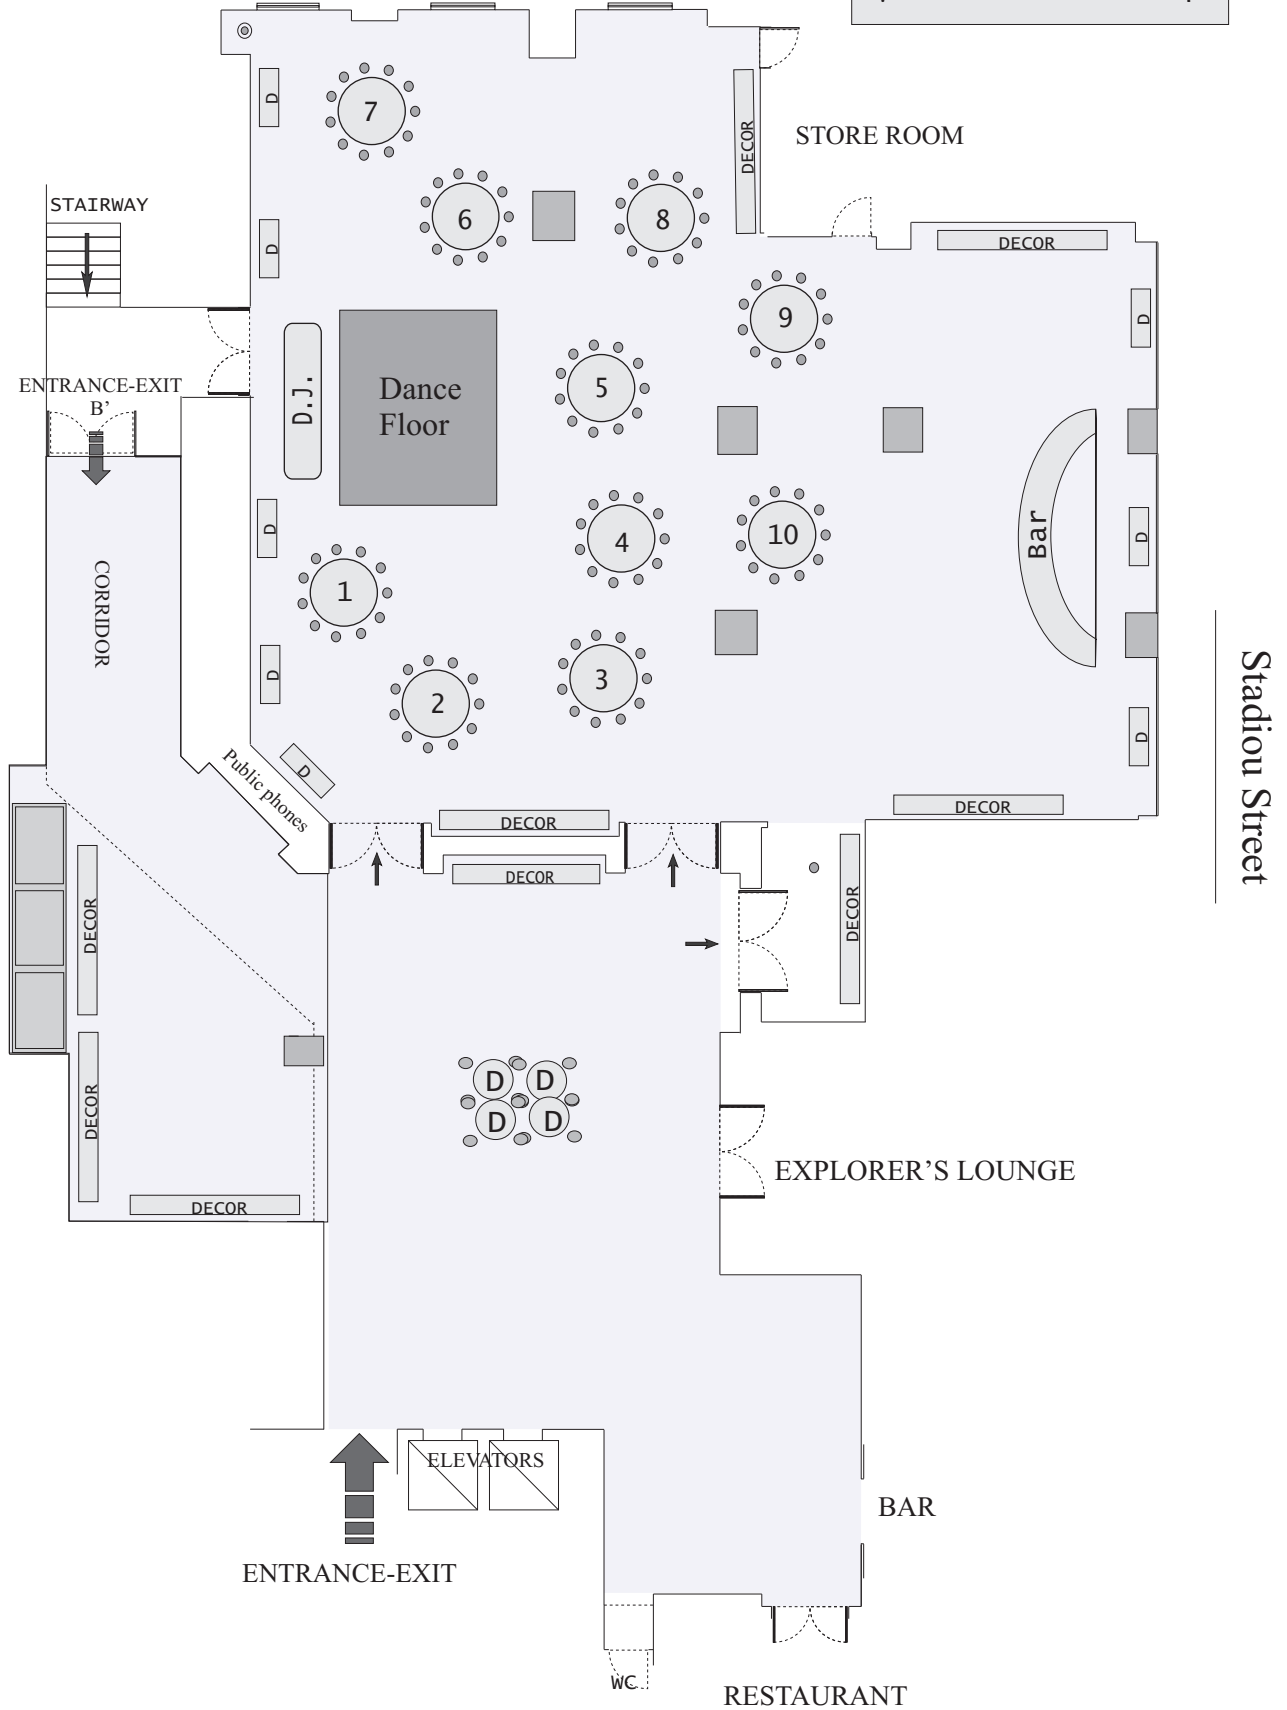 D
7
DECOR
STORE ROOM
STAIRWAY
6
8
D
DECOR
9
D
ENTRANCE-EXIT
B'
D.J.
Dance
Floor
5
D
4
10
Bar
D
CORRIDOR
1
D
2
3
Stadiou Street
D
D
Public phones
DECOR
DECOR
DECOR
DECOR
DECOR
D
D
D
D
DECOR
EXPLORER'S LOUNGE
DECOR
ELEVATORS
BAR
ENTRANCE-EXIT
WC
RESTAURANT